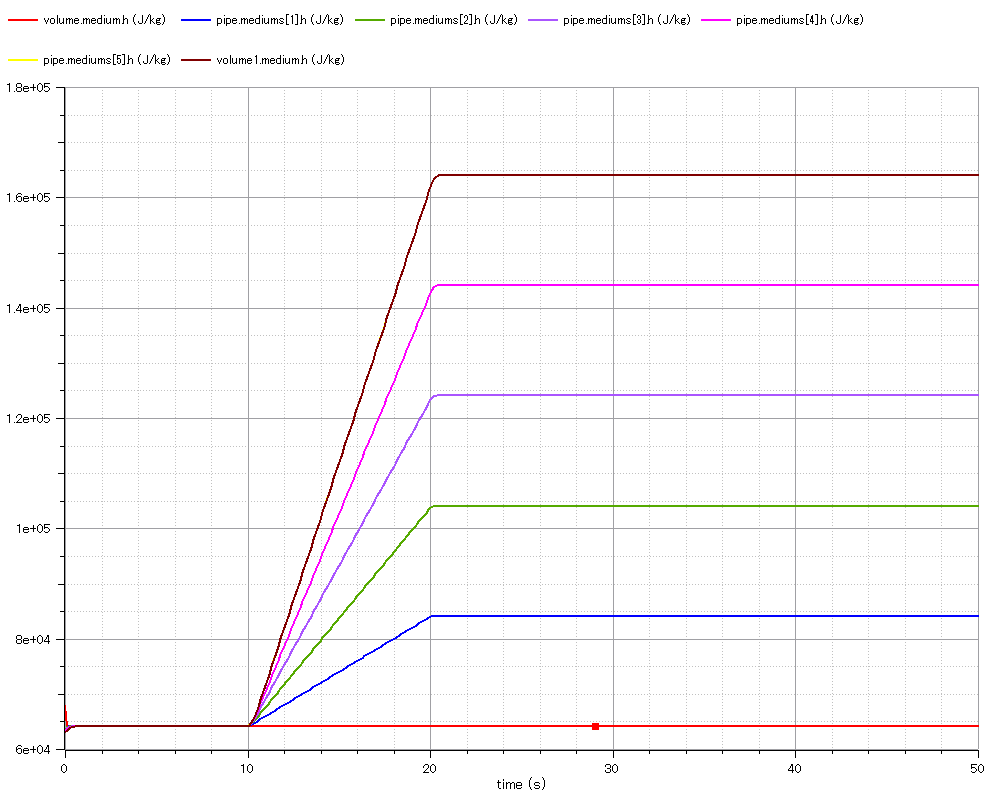 volume.medium.h (J/kg) pipe.mediums[1].h (J/kg) pipe.mediums[2].h (J/kg) pipe.mediums[3].h (J/kg) pipe.mediums[4].h (J/kg)
pipe.mediums[5].h (J/kg) volume1.medium.h (J/kg)
1.8e+05
1.6e+05
1.4e+05
1.2e+05
1e+05
8e+04
6e+04
0 10 20 30 40 50
time (s)